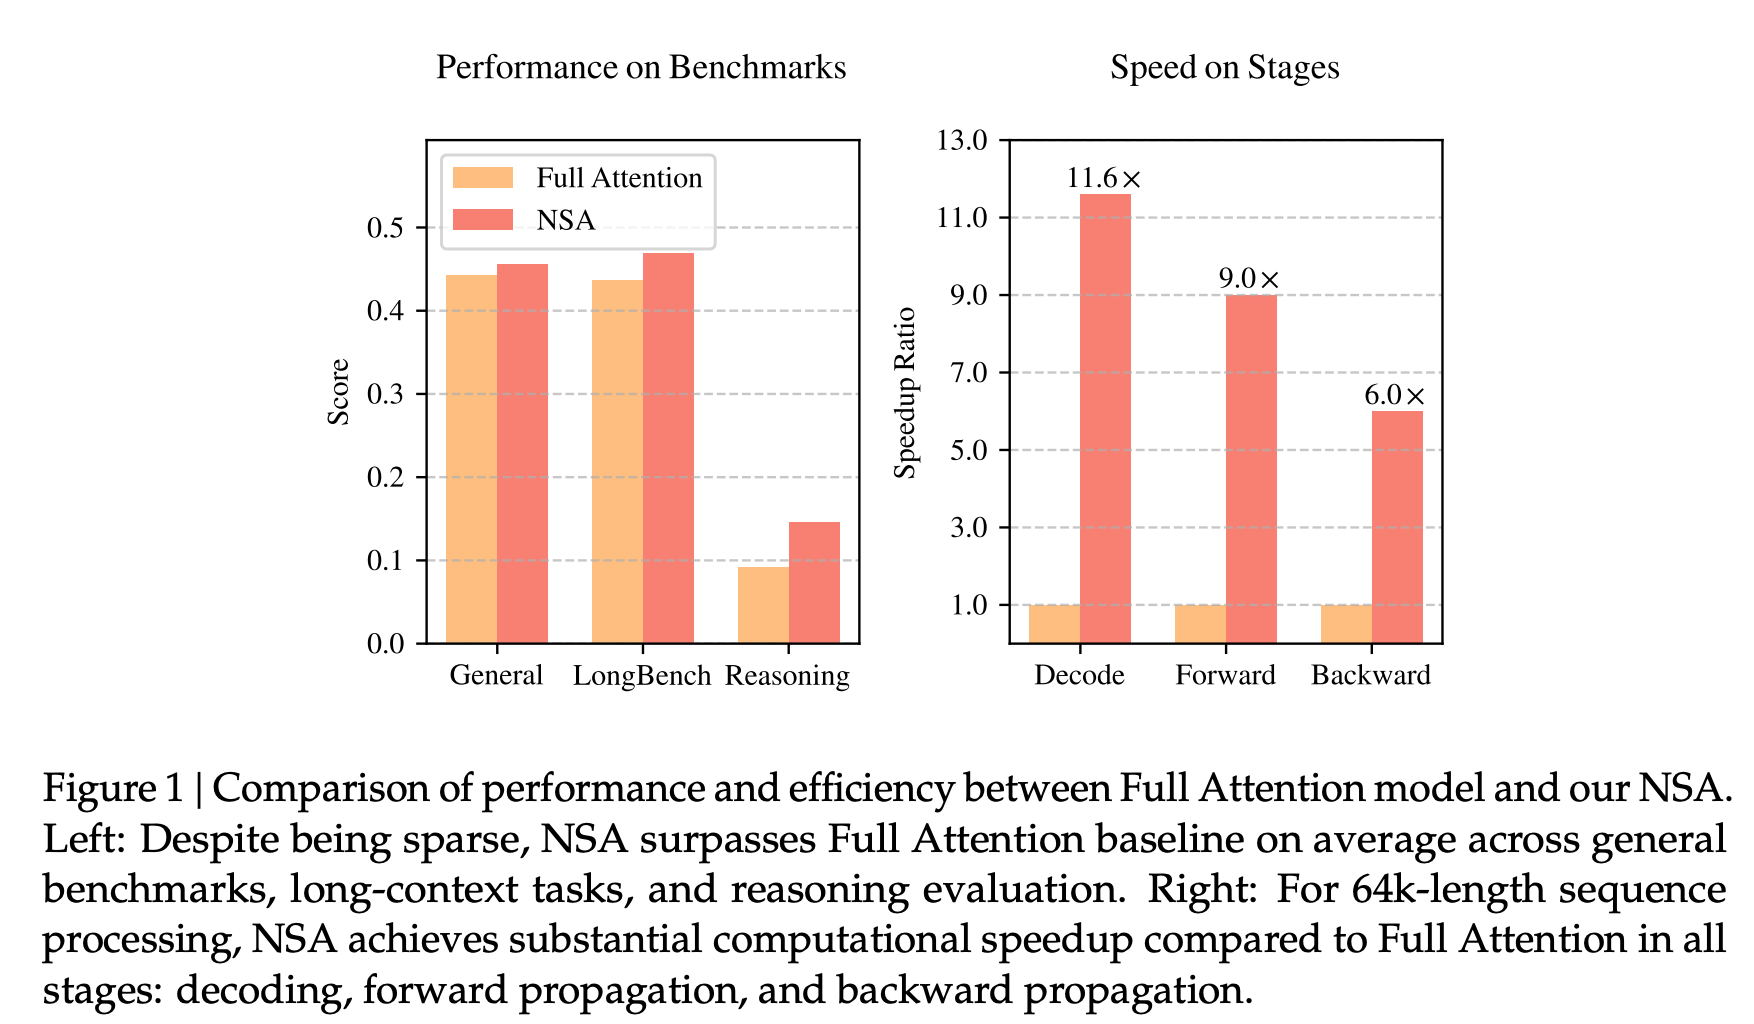 Performance on Benchmarks
Full Attention
NSA
0.5
0.4
0.3
0.2
0.1
0.0
Score
General LongBench Reasoning
Speed on Stages
13.0
11.0
9.0
7.0
5.0
3.0
1.0
Speedup Ratio
11.6×
9.0×
6.0×
Decode Forward Backward
Figure 1 | Comparison of performance and efficiency between Full Attention model and our NSA.
Left: Despite being sparse, NSA surpasses Full Attention baseline on average across general
benchmarks, long-context tasks, and reasoning evaluation. Right: For 64k-length sequence
processing, NSA achieves substantial computational speedup compared to Full Attention in all
stages: decoding, forward propagation, and backward propagation.